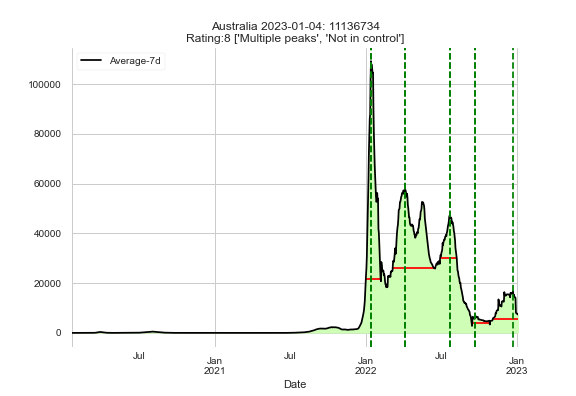 Australia 2023-01-04: 11136734
Rating:8 ['Multiple peaks', 'Not in control']
Average-7d
100000
80000
60000
40000
20000
0
Jul
Jan
2021
Jul
Jan
2022
Jul
Jan
2023
Date